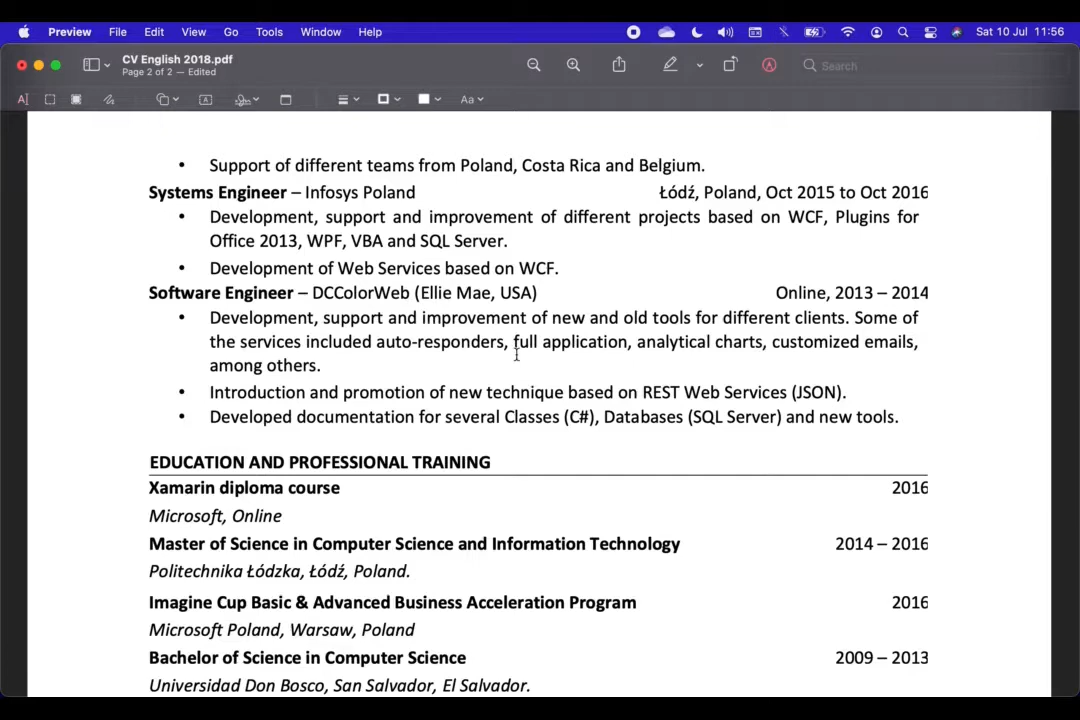 Preview File Edit View Go Tools Window Help Sat 10 Jul 11:56
CV English 2018.pdf
Page 2 of 2 — Edited
Search
Aa
• Support of different teams from Poland, Costa Rica and Belgium.
Systems Engineer – Infosys Poland Łódź, Poland, Oct 2015 to Oct 2016
• Development, support and improvement of different projects based on WCF, Plugins for
Office 2013, WPF, VBA and SQL Server.
• Development of Web Services based on WCF.
Software Engineer – DCColorWeb (Ellie Mae, USA) Online, 2013 – 2014
• Development, support and improvement of new and old tools for different clients. Some of
the services included auto-responders, full application, analytical charts, customized emails,
among others.
• Introduction and promotion of new technique based on REST Web Services (JSON).
• Developed documentation for several Classes (C#), Databases (SQL Server) and new tools.
EDUCATION AND PROFESSIONAL TRAINING
Xamarin diploma course 2016
Microsoft, Online
Master of Science in Computer Science and Information Technology 2014 – 2016
Politechnika Łódzka, Łódź, Poland.
Imagine Cup Basic & Advanced Business Acceleration Program 2016
Microsoft Poland, Warsaw, Poland
Bachelor of Science in Computer Science 2009 – 2013
Universidad Don Bosco, San Salvador, El Salvador.